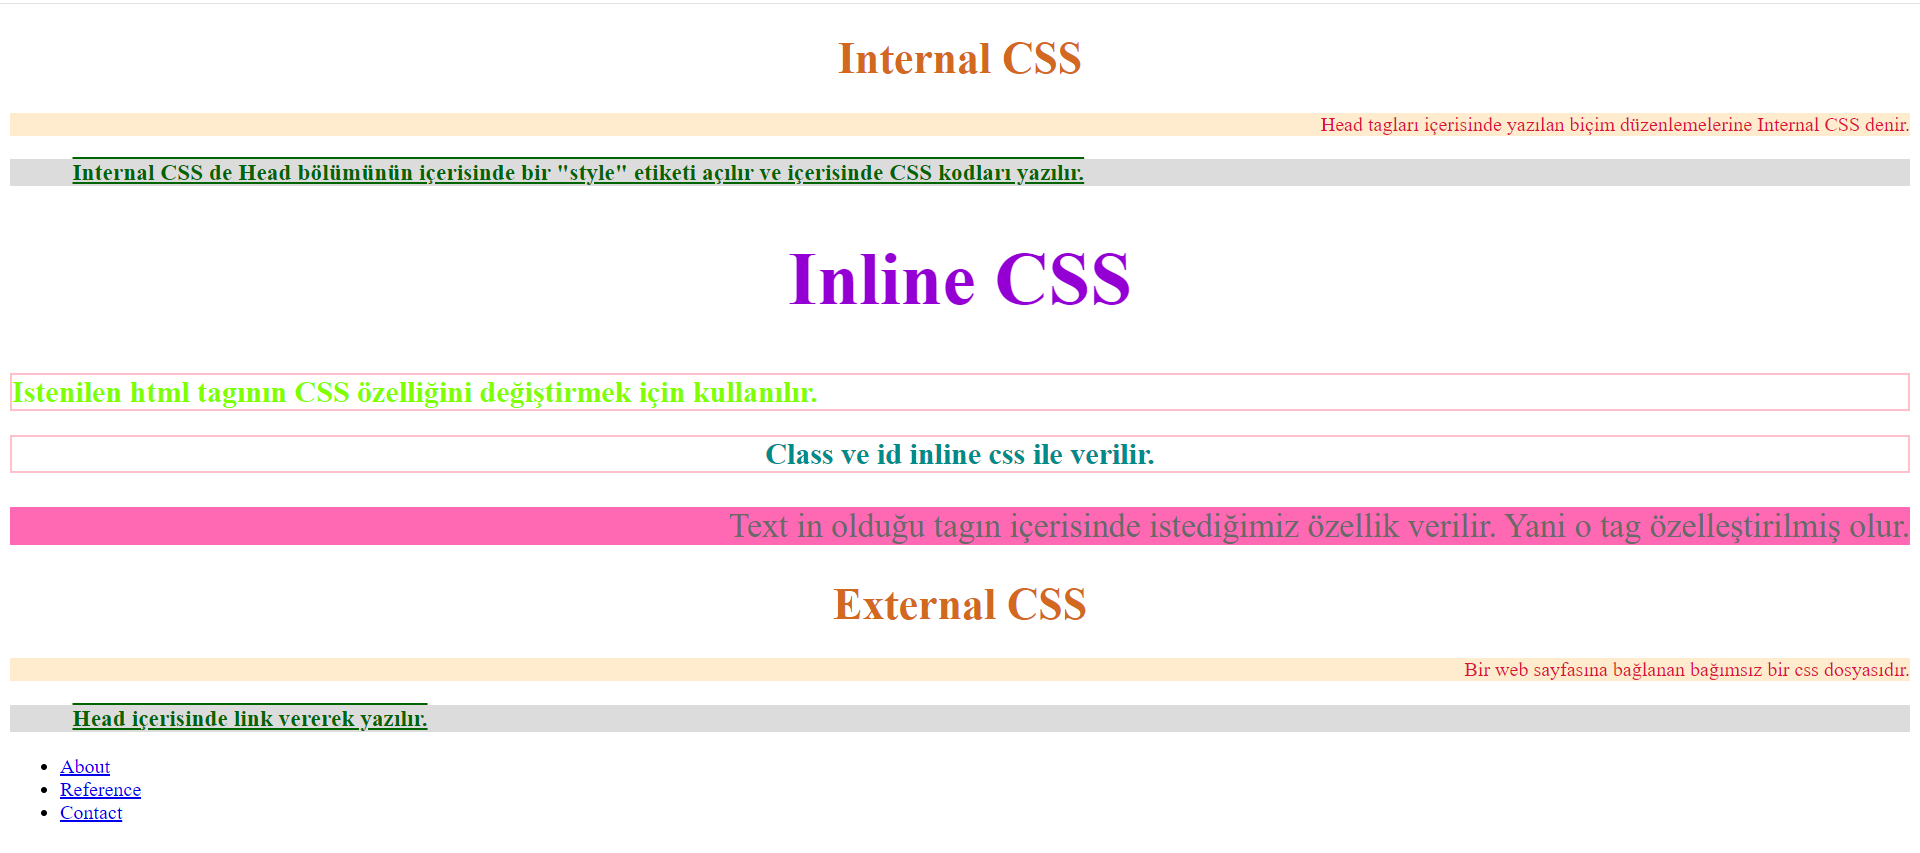 Internal CSS
Head tagları içerisinde yazılan biçim düzenlemelerine Internal CSS denir.
Internal CSS de Head bölümünün içerisinde bir "style" etiketi açılır ve içerisinde CSS kodları yazılır.
Inline CSS
Istenilen html tagının CSS özelliğini değiştirmek için kullanılır.
Class ve id inline css ile verilir.
Text in olduğu tagın içerisinde istediğimiz özellik verilir. Yani o tag özelleştirilmiş olur.
External CSS
Bir web sayfasına bağlanan bağımsız bir css dosyasıdır.
Head içerisinde link vererek yazılır.
About
Reference
Contact